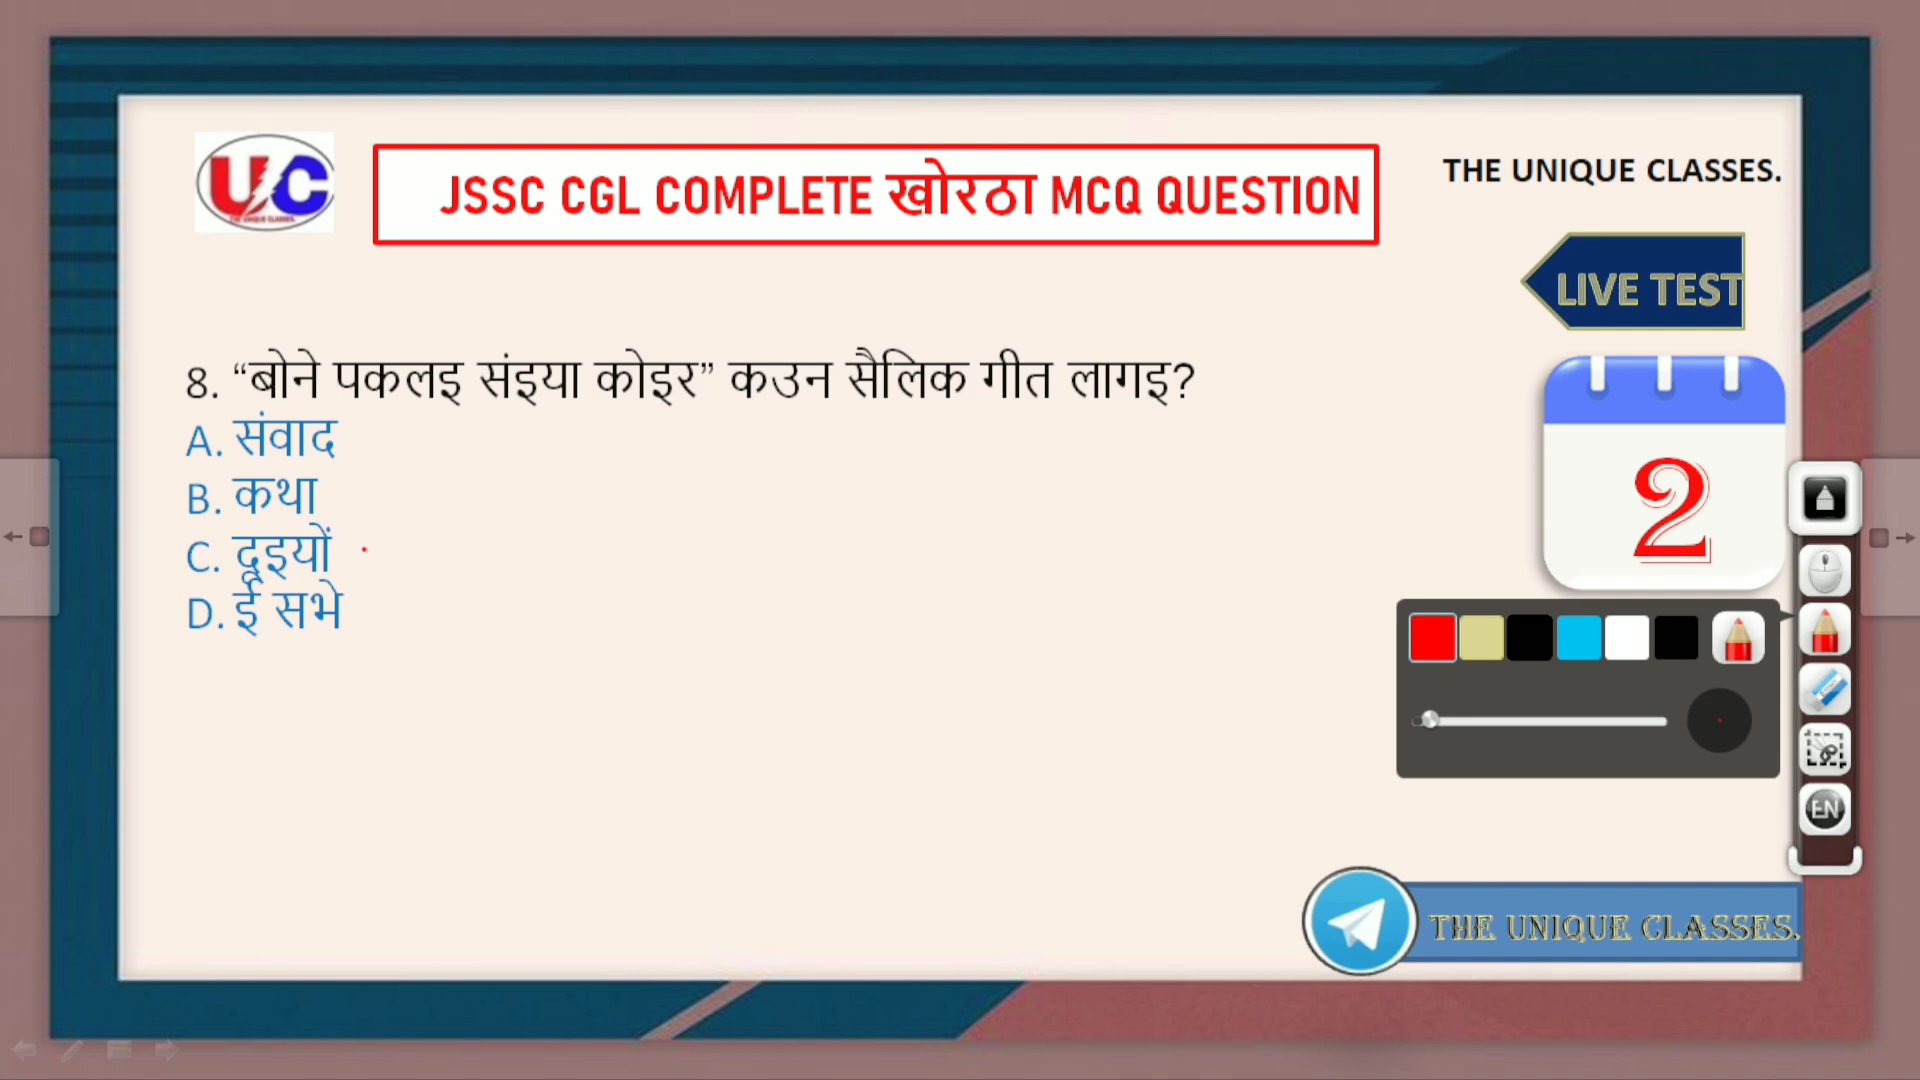 UC
JSSC CGL COMPLETE खोरठा MCQ QUESTION
THE UNIQUE CLASSES.
LIVE TEST
8. “बोने पकलइ संइया कोइर” कउन सैलिक गीत लागइ?
A. संवाद
B. कथा
C. दूइयों
D. ई सभे
2
EN
THE UNIQUE CLASSES.